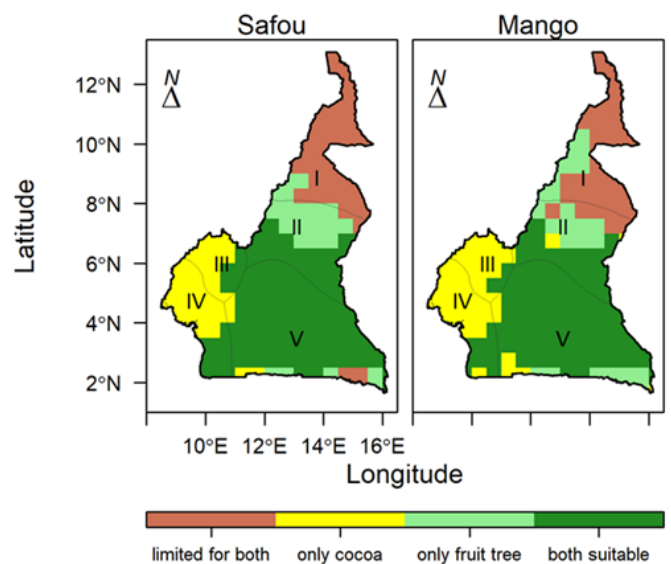 Safou Mango
N N
Δ Δ
12°N
10°N
8°N
6°N
4°N
2°N
Latitude
I
II
III
IV
V
I
II
III
IV
V
10°E 12°E 14°E 16°E
Longitude
limited for both only cocoa only fruit tree both suitable